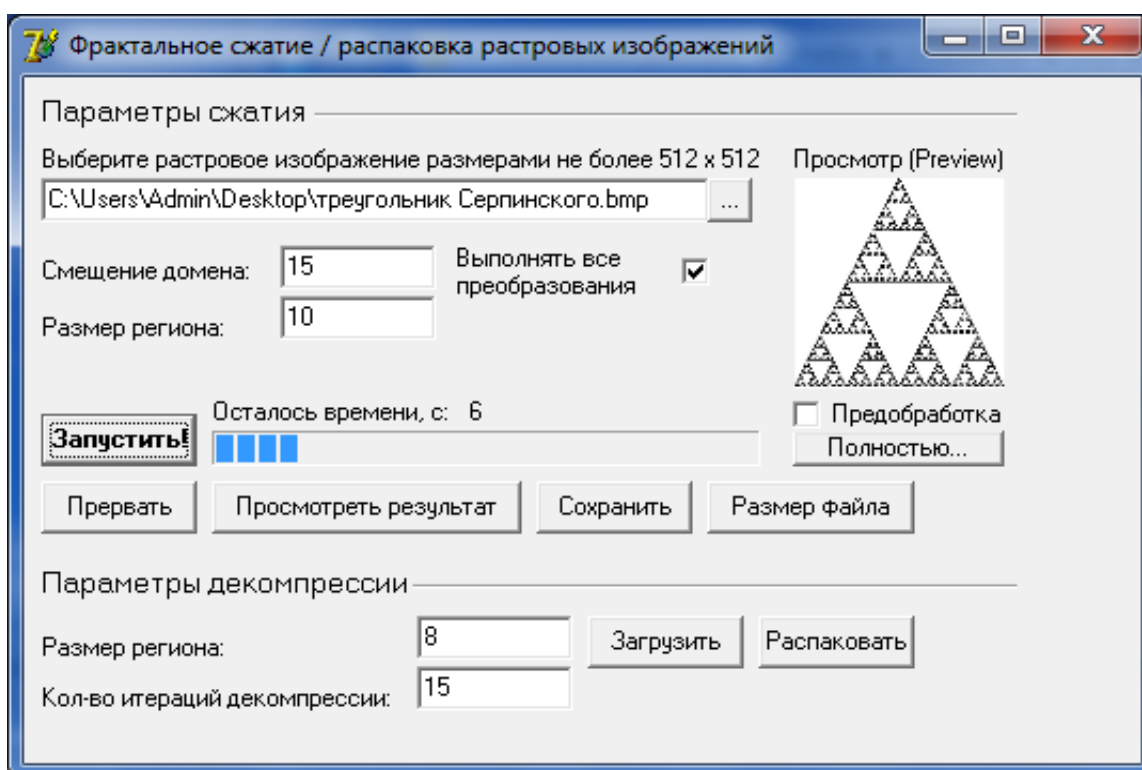 Фрактальное сжатие / распаковка растровых изображений
Параметры сжатия
Выберите растровое изображение размерами не более 512 x 512
Просмотр (Preview)
C:\Users\Admin\Desktop\треугольник Серпинского.bmp
...
Смещение домена:
15
Выполнять все
преобразования
Размер региона:
10
Осталось времени, с: 6
Запустить!
Предобработка
Полностью...
Прервать
Просмотреть результат
Сохранить
Размер файла
Параметры декомпрессии
Размер региона:
8
Загрузить
Распаковать
Кол-во итераций декомпрессии:
15